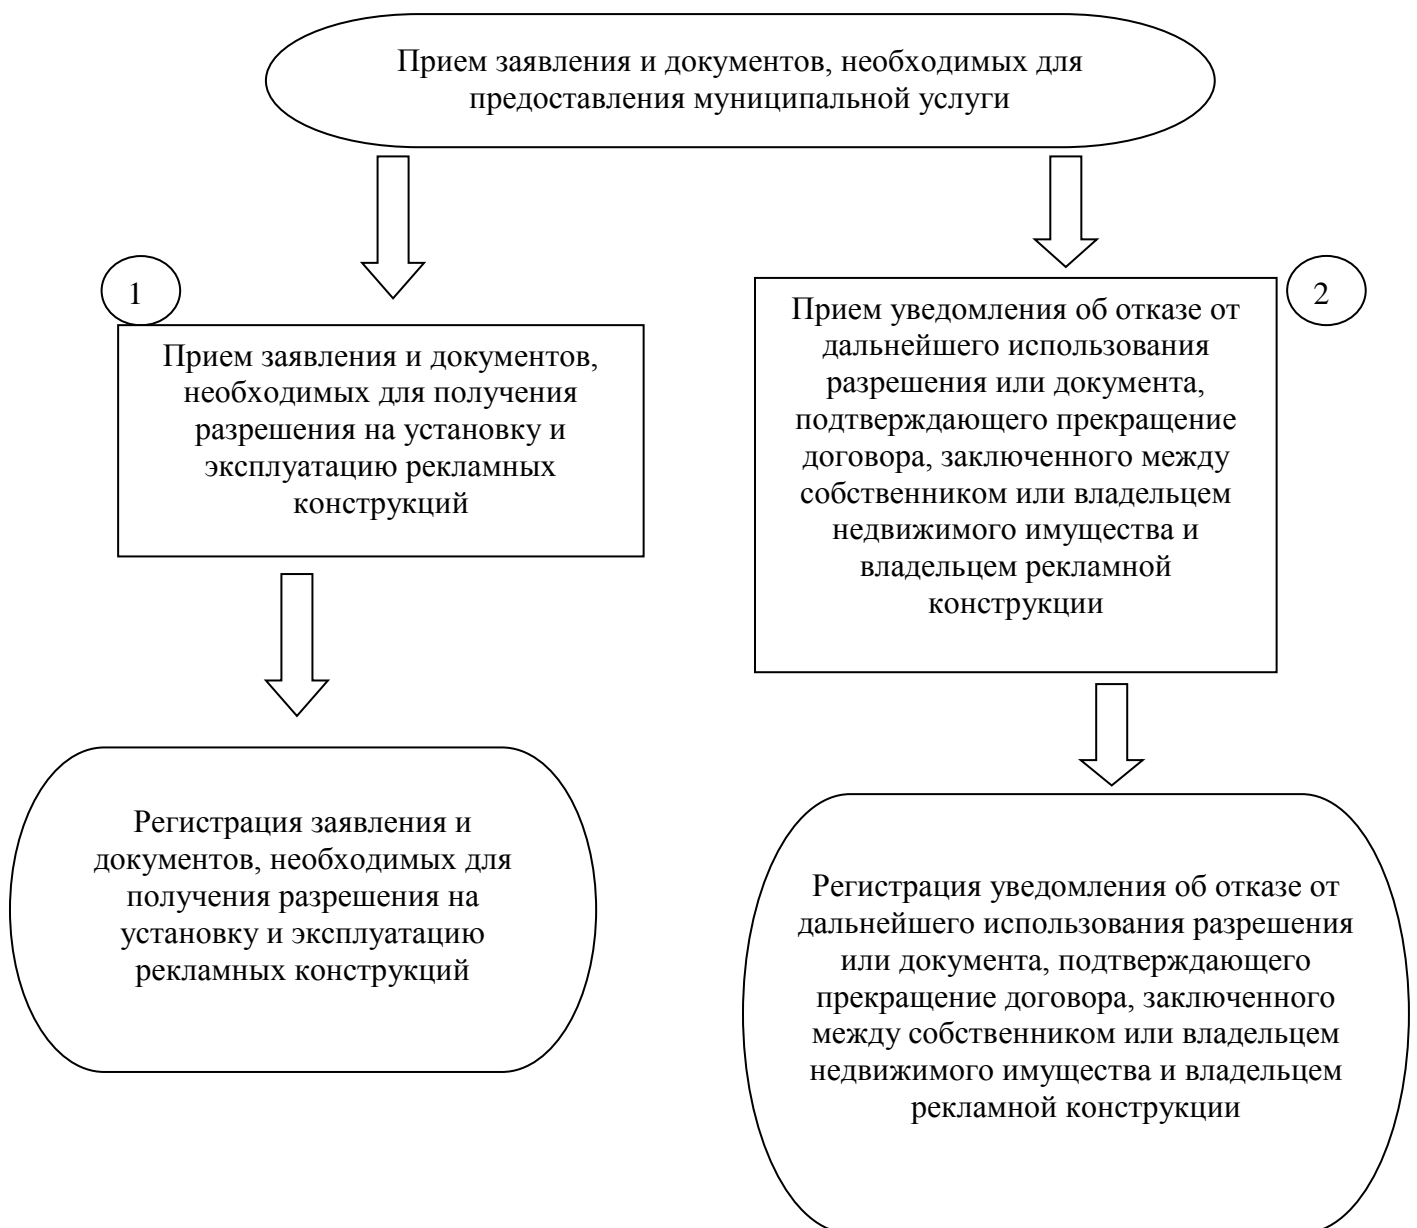 Прием заявления и документов, необходимых для
предоставления муниципальной услуги
1
Прием заявления и документов,
необходимых для получения
разрешения на установку и
эксплуатацию рекламных
конструкций
2
Прием уведомления об отказе от
дальнейшего использования
разрешения или документа,
подтверждающего прекращение
договора, заключенного между
собственником или владельцем
недвижимого имущества и
владельцем рекламной
конструкции
Регистрация заявления и
документов, необходимых для
получения разрешения на
установку и эксплуатацию
рекламных конструкций
Регистрация уведомления об отказе от
дальнейшего использования разрешения
или документа, подтверждающего
прекращение договора, заключенного
между собственником или владельцем
недвижимого имущества и владельцем
рекламной конструкции